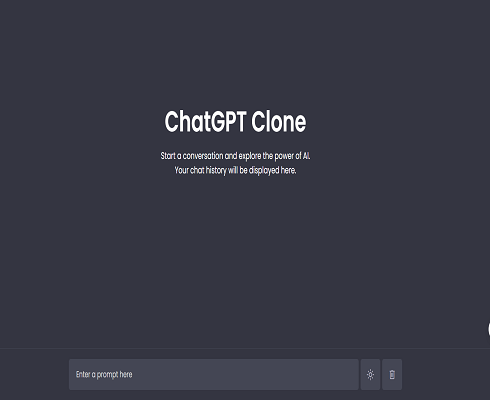 ChatGPT Clone
Start a conversation and explore the power of AI.
Your chat history will be displayed here.
Enter a prompt here